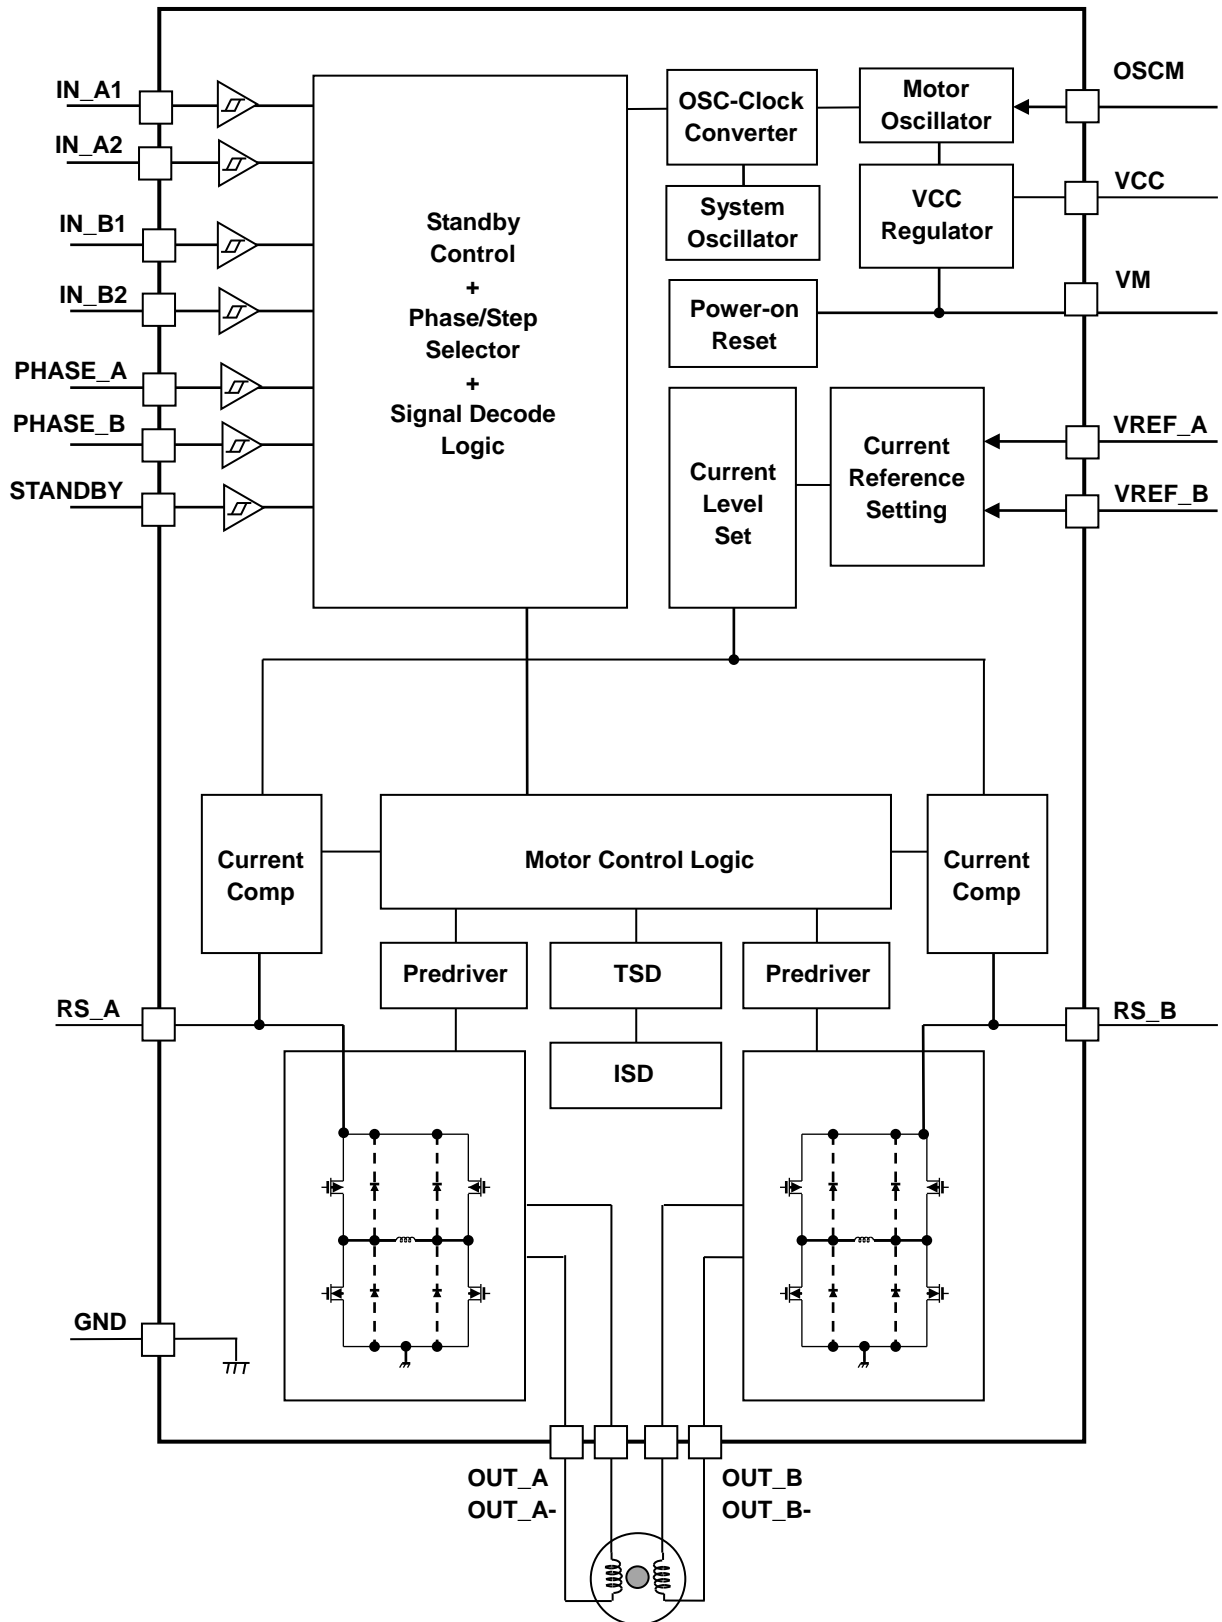 IN_A1
IN_A2
IN_B1
IN_B2
PHASE_A
PHASE_B
STANDBY
Standby
Control
+
Phase/Step
Selector
+
Signal Decode
Logic
OSC-Clock
Converter
Motor
Oscillator
OSCM
System
Oscillator
VCC
Regulator
VCC
Power-on
Reset
VM
Current
Level
Set
Current
Reference
Setting
VREF_A
VREF_B
Current
Comp
Motor Control Logic
Current
Comp
Predriver
TSD
Predriver
RS_A
RS_B
ISD
GND
OUT_A
OUT_A-
OUT_B
OUT_B-